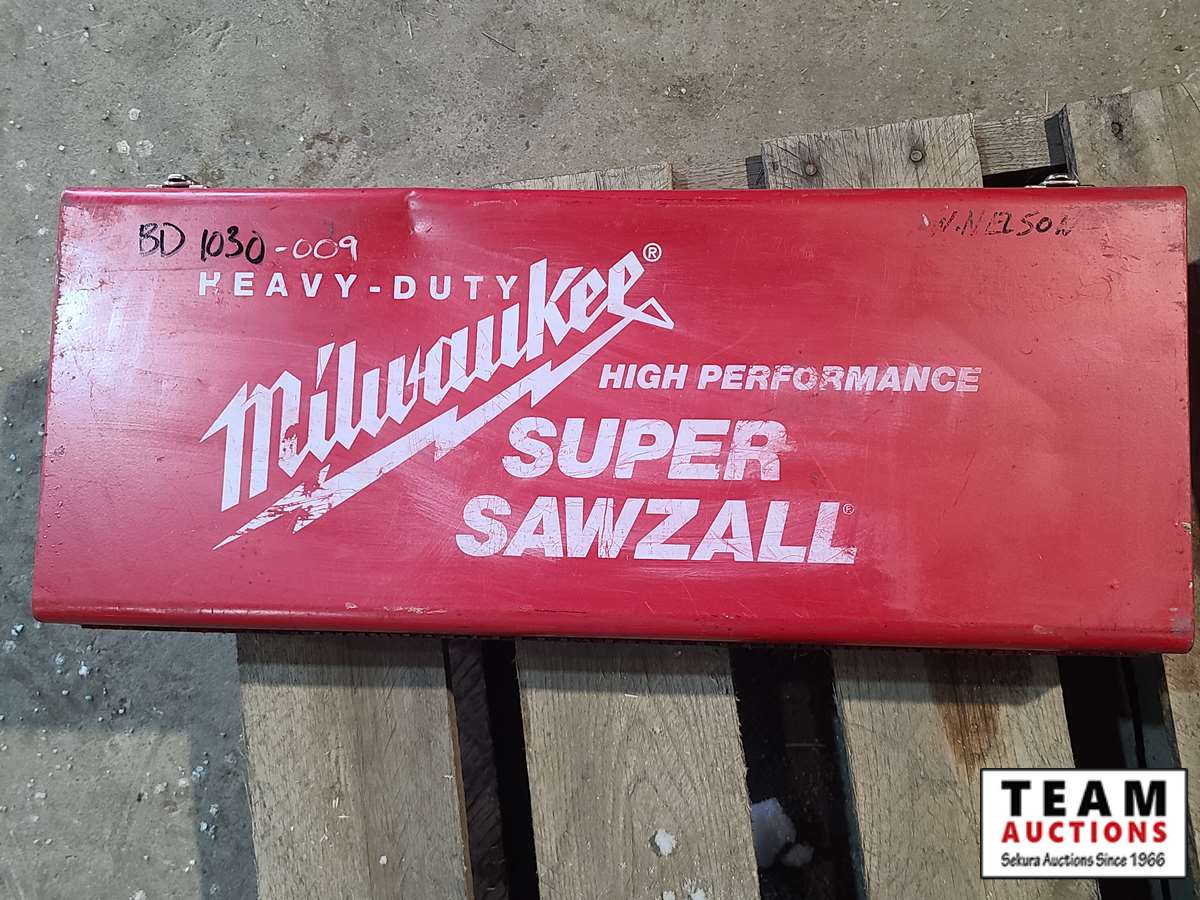 BD 1030-009
W. NELSON
HEAVY-DUTY
Milwaukee®
HIGH PERFORMANCE
SUPER
SAWZALL®
TEAM
AUCTIONS
Sekura Auctions Since 1966